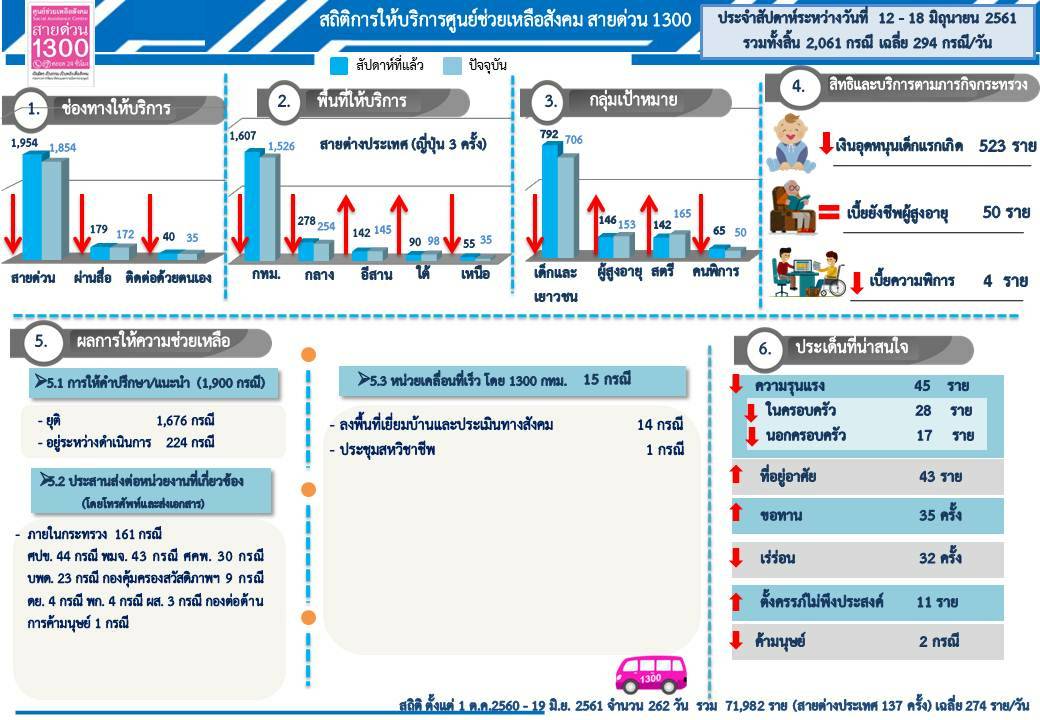 ศูนย์ช่วยเหลือสังคม
Social Assistance Center
สายด่วน
1300
ตลอด 24 ชั่วโมง
สถิติการให้บริการศูนย์ช่วยเหลือสังคม สายด่วน 1300
ประจำสัปดาห์ระหว่างวันที่ 12 - 18 มิถุนายน 2561
รวมทั้งสิ้น 2,061 กรณี เฉลี่ย 294 กรณี/วัน
สัปดาห์ที่แล้ว ปัจจุบัน
1. ช่องทางให้บริการ
1,954 1,854
179 172
40 35
สายด่วน ผ่านสื่อ ติดต่อด้วยตนเอง
2. พื้นที่ให้บริการ
สายต่างประเทศ (ญี่ปุ่น 3 ครั้ง)
1,607 1,526
278 254
142 145
90 98
55 35
กทม. กลาง อีสาน ใต้ เหนือ
3. กลุ่มเป้าหมาย
792 706
146 153
142 165
65 50
เด็กและ
เยาวชน
ผู้สูงอายุ สตรี คนพิการ
4. สิทธิและบริการตามภารกิจกระทรวง
เงินอุดหนุนเด็กแรกเกิด 523 ราย
เบี้ยยังชีพผู้สูงอายุ 50 ราย
เบี้ยความพิการ 4 ราย
5. ผลการให้ความช่วยเหลือ
➢5.1 การให้คำปรึกษา/แนะนำ (1,900 กรณี)
- ยุติ 1,676 กรณี
- อยู่ระหว่างดำเนินการ 224 กรณี
➢5.2 ประสานส่งต่อหน่วยงานที่เกี่ยวข้อง
(โดยโทรศัพท์และส่งเอกสาร)
- ภายในกระทรวง 161 กรณี
ศปข. 44 กรณี พมจ. 43 กรณี ศคพ. 30 กรณี
บพด. 23 กรณี กองคุ้มครองสวัสดิภาพฯ 9 กรณี
ดย. 4 กรณี พก. 4 กรณี ผส. 3 กรณี กองต่อต้าน
การค้ามนุษย์ 1 กรณี
➢5.3 หน่วยเคลื่อนที่เร็ว โดย 1300 กทม. 15 กรณี
- ลงพื้นที่เยี่ยมบ้านและประเมินทางสังคม 14 กรณี
- ประชุมสหวิชาชีพ 1 กรณี
1300
6. ประเด็นที่น่าสนใจ
ความรุนแรง 45 ราย
ในครอบครัว 28 ราย
นอกครอบครัว 17 ราย
ที่อยู่อาศัย 43 ราย
ขอทาน 35 ครั้ง
เร่ร่อน 32 ครั้ง
ตั้งครรภ์ไม่พึงประสงค์ 11 ราย
ค้ามนุษย์ 2 กรณี
สถิติ ตั้งแต่ 1 ต.ค.2560 - 19 มิ.ย. 2561 จำนวน 262 วัน รวม 71,982 ราย (สายต่างประเทศ 137 ครั้ง) เฉลี่ย 274 ราย/วัน